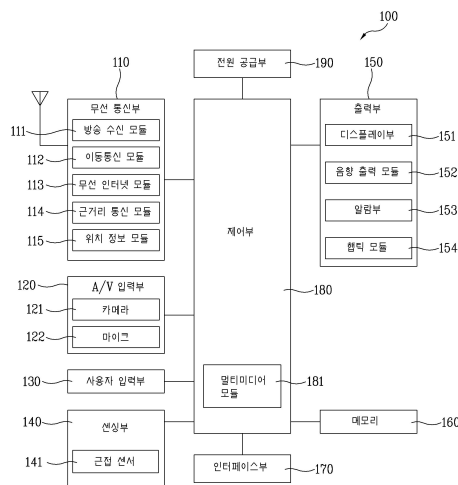 100
110
190
150
전원 공급부
무선 통신부
111
방송 수신 모듈
112
이동통신 모듈
113
무선 인터넷 모듈
114
근거리 통신 모듈
115
위치 정보 모듈
출력부
디스플레이부
151
음향 출력 모듈
152
알람부
153
햅틱 모듈
154
제어부
180
120
A/V 입력부
121
카메라
122
마이크
130
사용자 입력부
멀티미디어
모듈
181
140
센싱부
141
근접 센서
메모리
160
인터페이스부
170